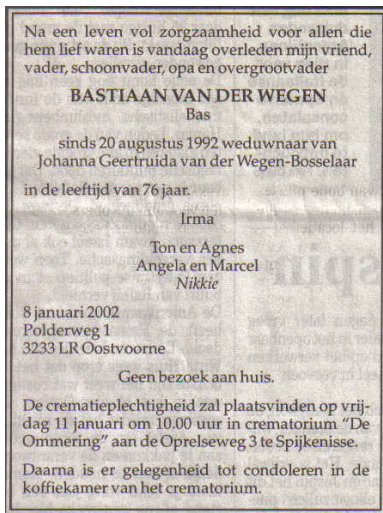 Na een leven vol zorgzaamheid voor allen die
hem lief waren is vandaag overleden mijn vriend,
vader, schoonvader, opa en overgrootvader
BASTIAAN VAN DER WEGEN
Bas
sinds 20 augustus 1992 weduwnaar van
Johanna Geertruida van der Wegen-Bosselaar
in de leeftijd van 76 jaar.
Irma
Ton en Agnes
Angela en Marcel
Nikkie
8 januari 2002
Polderweg 1
3233 LR Oostvoorne
Geen bezoek aan huis.
De crematieplechtigheid zal plaatsvinden op vrij-
dag 11 januari om 10.00 uur in crematorium “De
Ommering” aan de Oprelseweg 3 te Spijkenisse.
Daarna is er gelegenheid tot condoleren in de
koffiekamer van het crematorium.